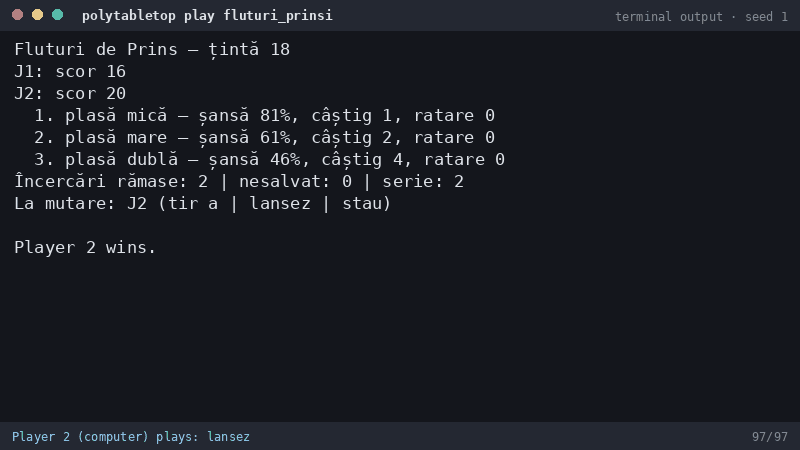 polytabletop play fluturi_prinsi
terminal output · seed 1
Fluturi de Prins — țintă 18
J1: scor 16
J2: scor 20
1. plasă mică — șansă 81%, câștig 1, ratare 0
2. plasă mare — șansă 61%, câștig 2, ratare 0
3. plasă dublă — șansă 46%, câștig 4, ratare 0
Încercări rămase: 2 | nesalvat: 0 | serie: 2
La mutare: J2 (tir a | lansez | stau)
Player 2 wins.
Player 2 (computer) plays: lansez
97/97